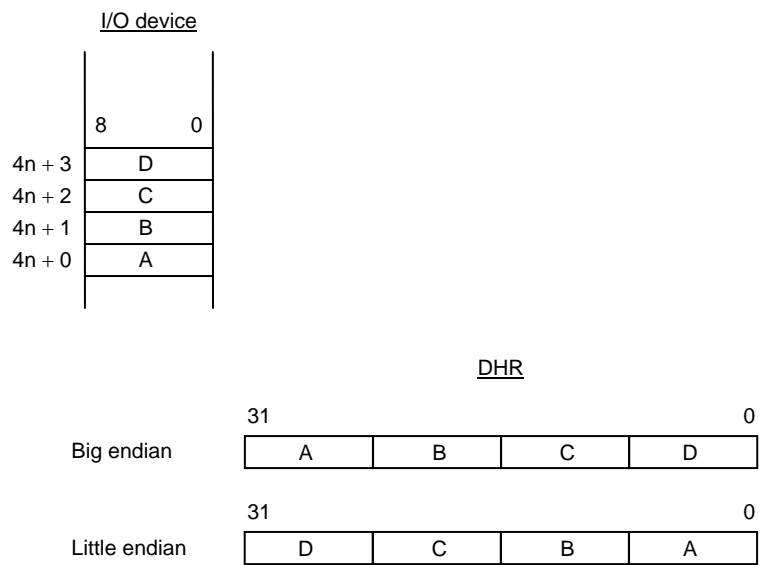 I/O device
8 0
4n + 3 D
4n + 2 C
4n + 1 B
4n + 0 A
DHR
31 0
Big endian A B C D
31 0
Little endian D C B A